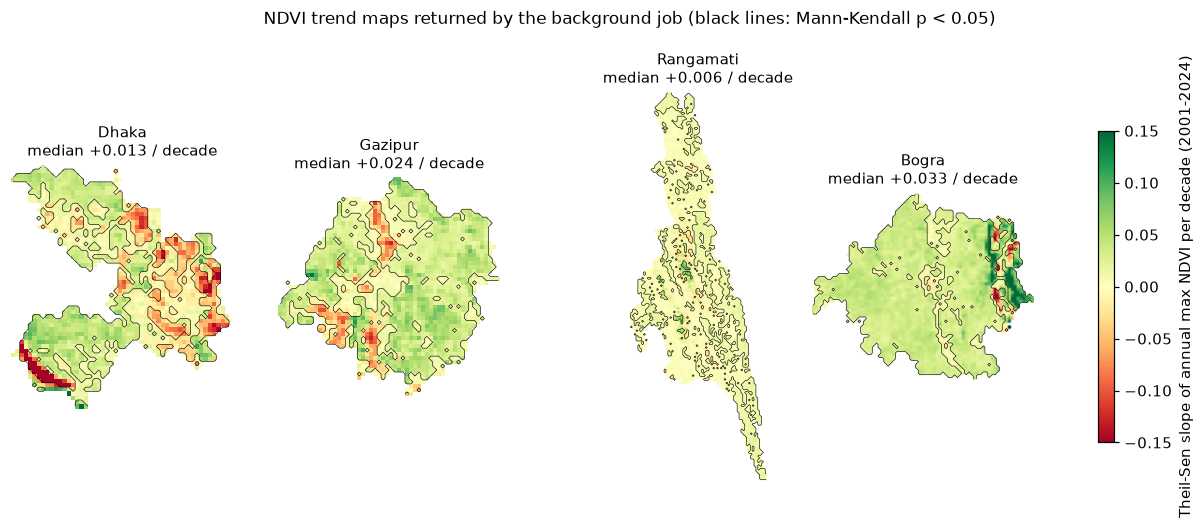 NDVI trend maps returned by the background job (black lines: Mann-Kendall p < 0.05)
Dhaka
median +0.013 / decade
Gazipur
median +0.024 / decade
Rangamati
median +0.006 / decade
Bogra
median +0.033 / decade
0.15
0.10
0.05
0.00
−0.05
−0.10
−0.15
Theil-Sen slope of annual max NDVI per decade (2001-2024)